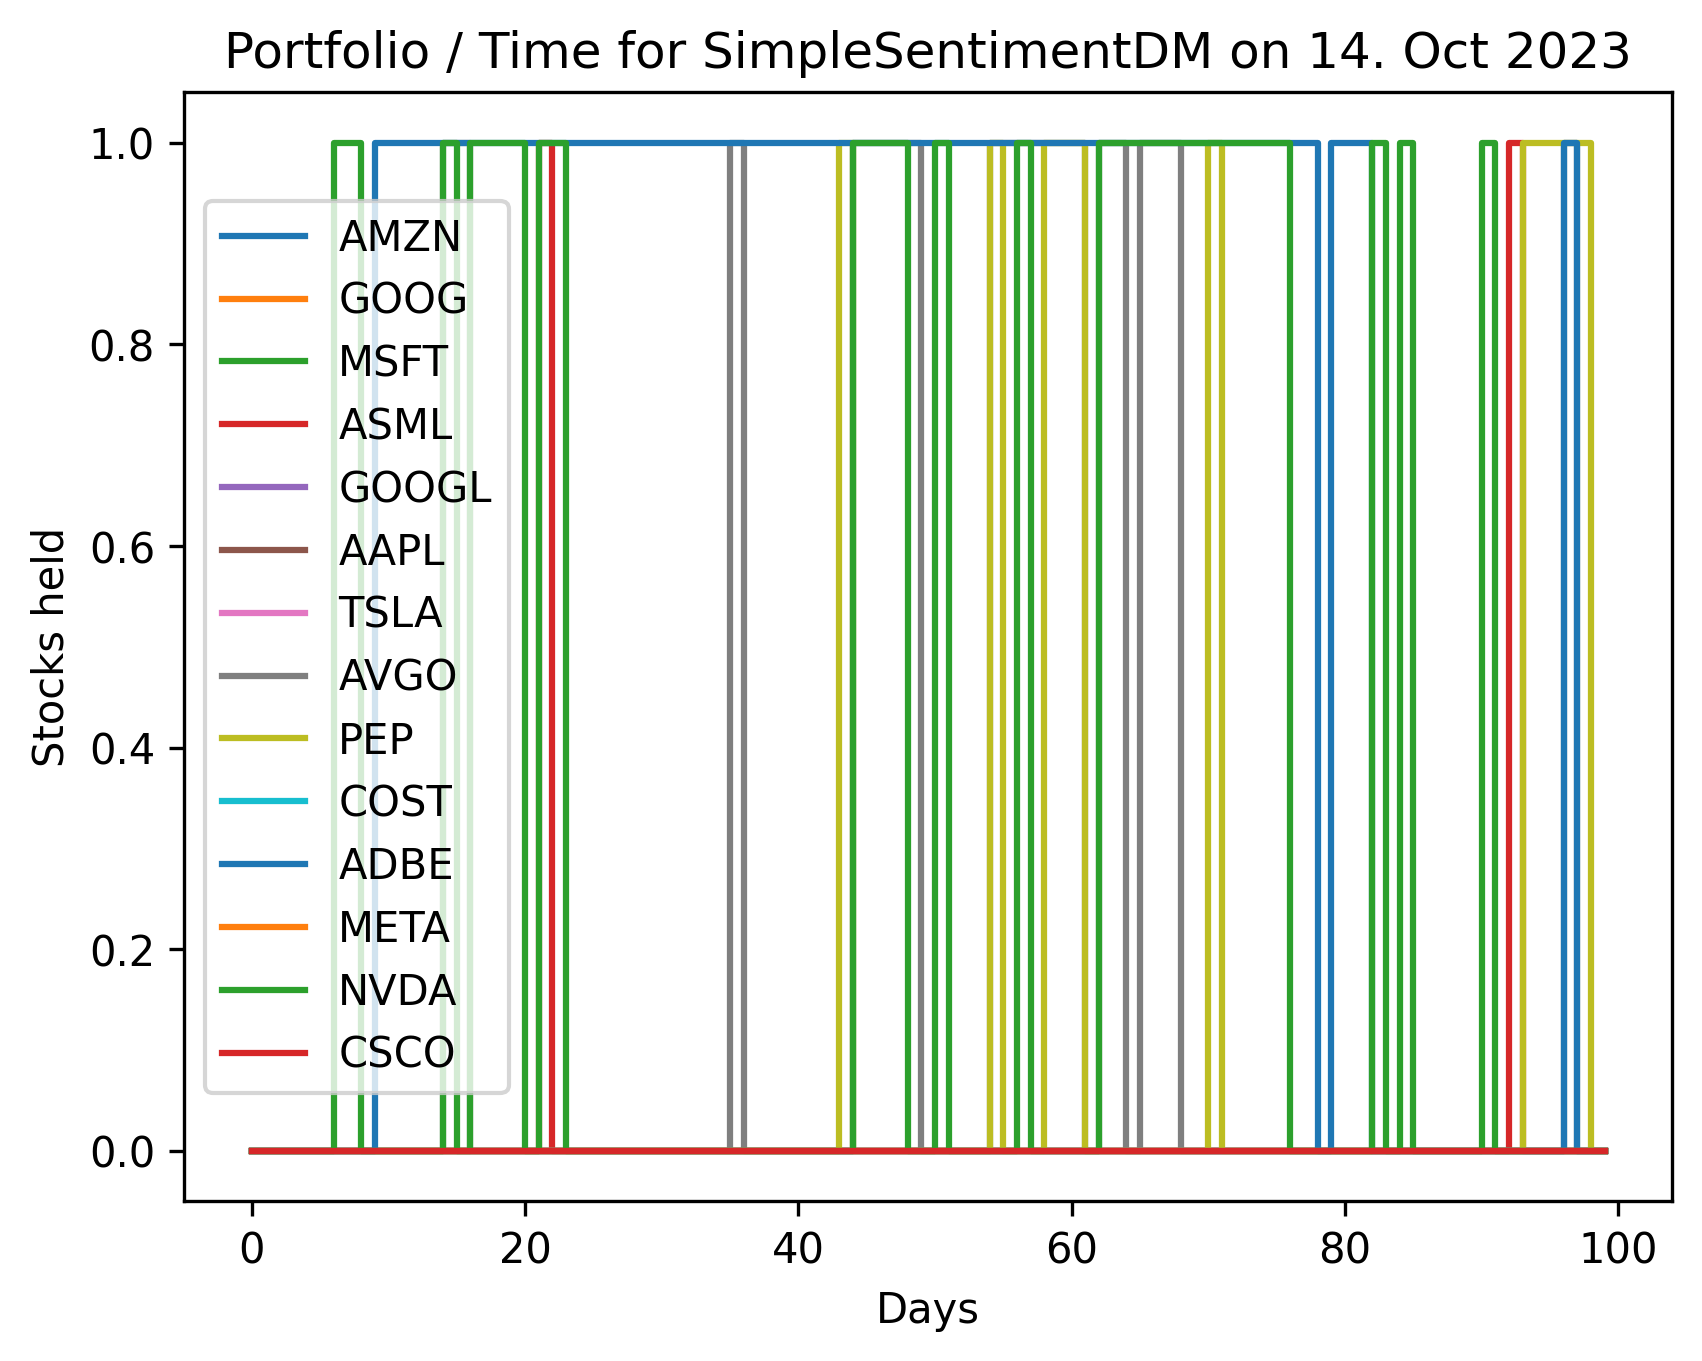 Portfolio / Time for SimpleSentimentDM on 14. Oct 2023
1.0
0.8
0.6
0.4
0.2
0.0
Stocks held
AMZN
GOOG
MSFT
ASML
GOOGL
AAPL
TSLA
AVGO
PEP
COST
ADBE
META
NVDA
CSCO
0 20 40 60 80 100
Days